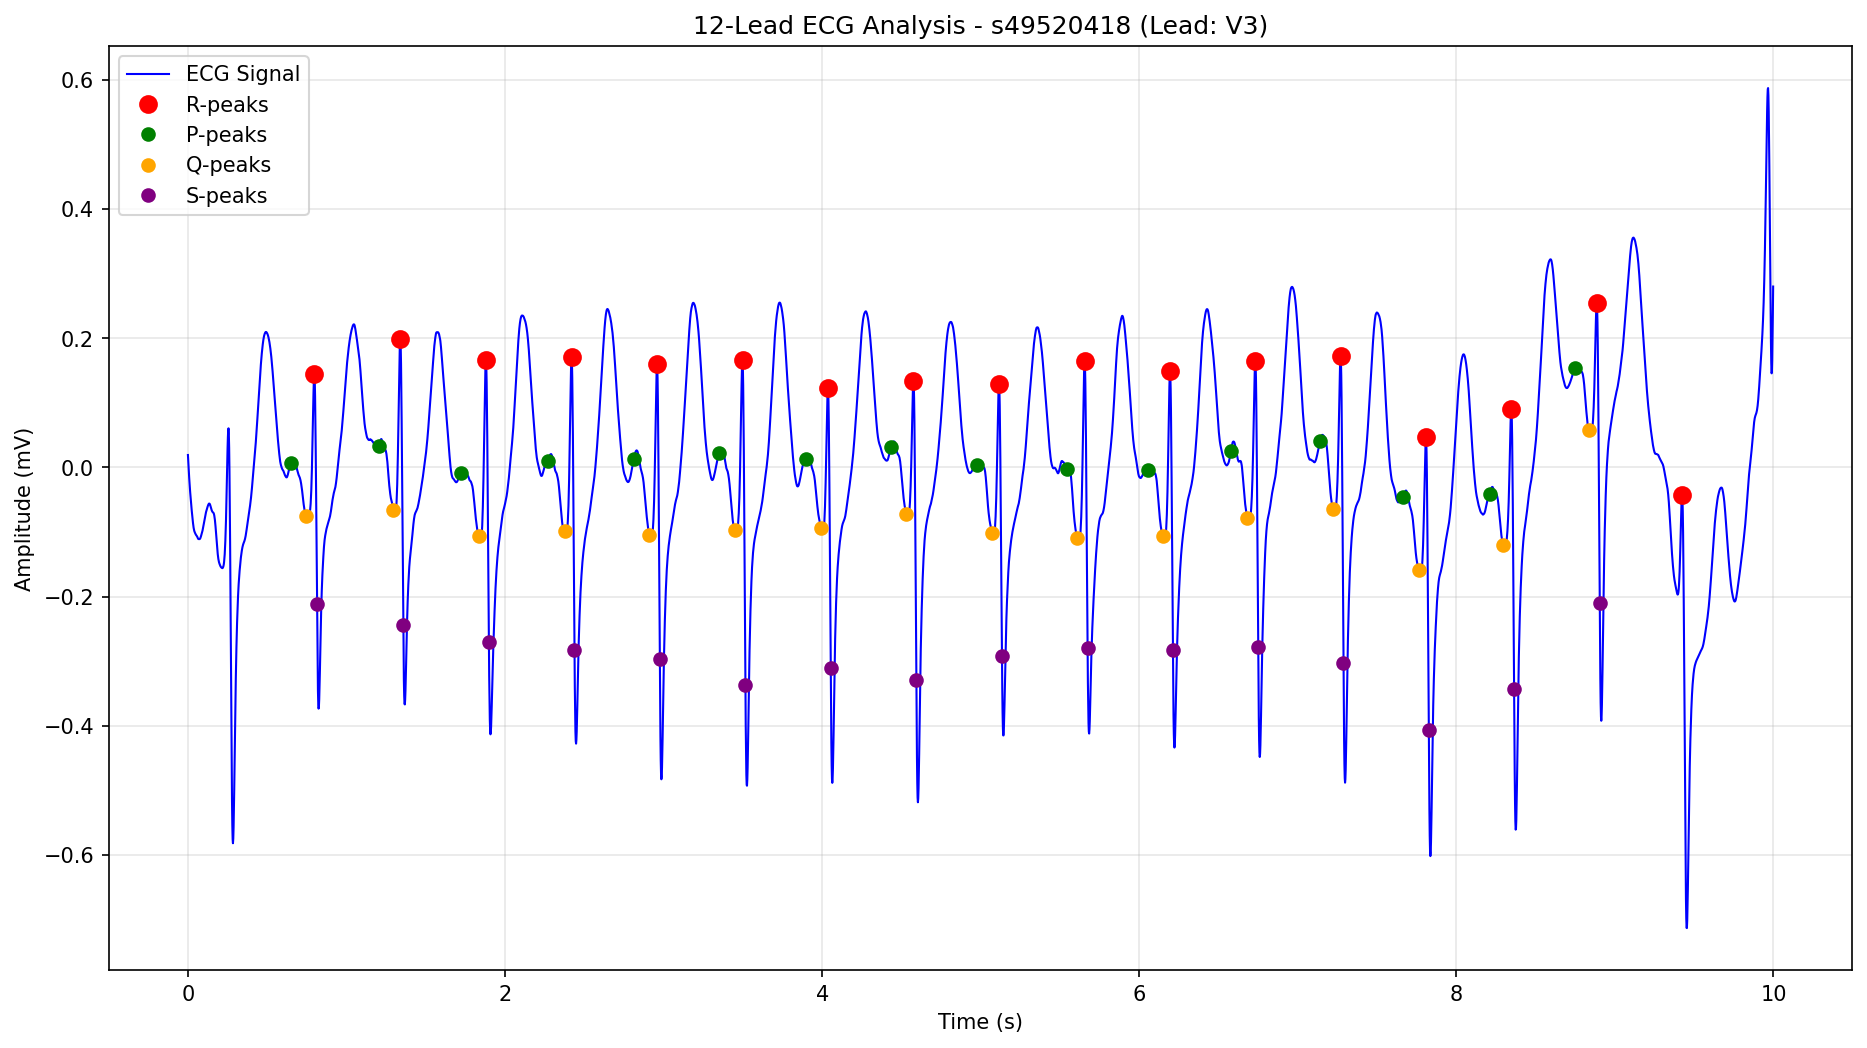 12-Lead ECG Analysis - s49520418 (Lead: V3)
ECG Signal
R-peaks
P-peaks
Q-peaks
S-peaks
Amplitude (mV)
0.6
0.4
0.2
0.0
−0.2
−0.4
−0.6
0 2 4 6 8 10
Time (s)